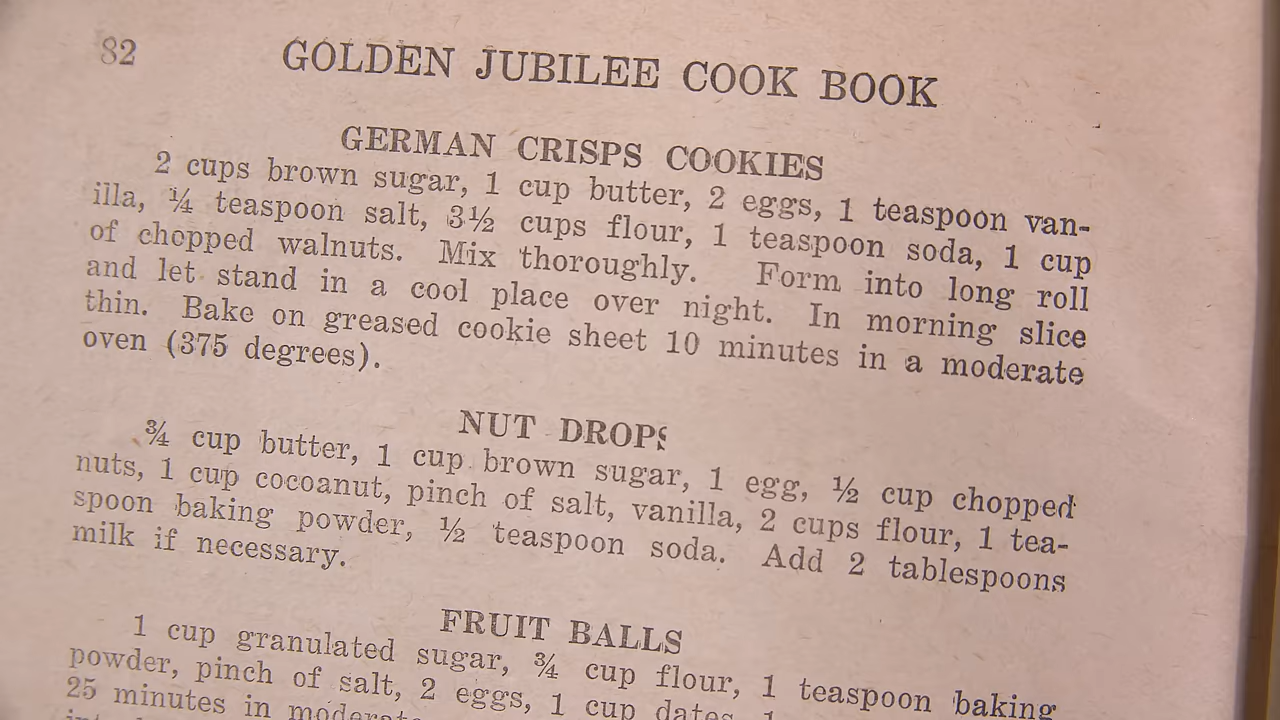 82 GOLDEN JUBILEE COOK BOOK
GERMAN CRISPS COOKIES
2 cups brown sugar, 1 cup butter, 2 eggs, 1 teaspoon van-
illa, ¼ teaspoon salt, 3½ cups flour, 1 teaspoon soda, 1 cup
of chopped walnuts. Mix thoroughly. Form into long roll
and let stand in a cool place over night. In morning slice
thin. Bake on greased cookie sheet 10 minutes in a moderate
oven (375 degrees).
NUT DROPS
¾ cup butter, 1 cup brown sugar, 1 egg, ½ cup chopped
nuts, 1 cup cocoanut, pinch of salt, vanilla, 2 cups flour, 1 tea-
spoon baking powder, ½ teaspoon soda. Add 2 tablespoons
milk if necessary.
FRUIT BALLS
1 cup granulated sugar, ¾ cup flour, 1 teaspoon baking
powder, pinch of salt, 2 eggs, 1 cup dates, 1
25 minutes in moderate